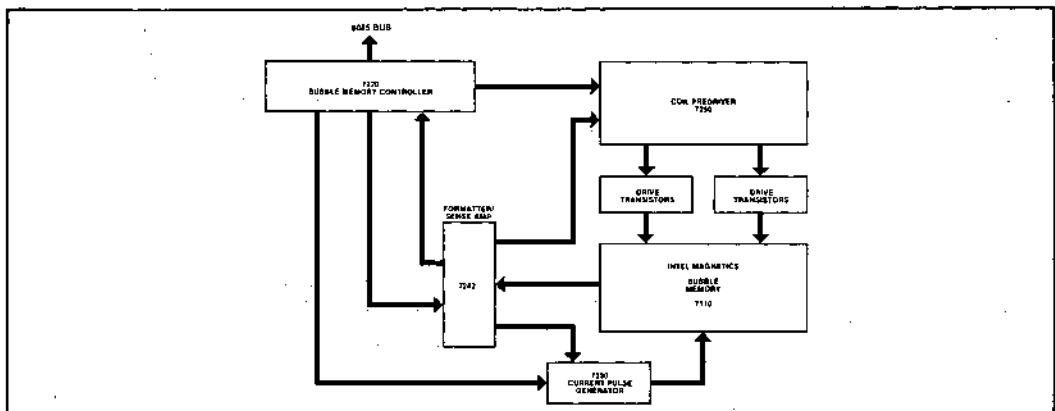 8085 BUS
7220
BUBBLE MEMORY CONTROLLER
COIL PREDRIVER
7250
DRIVE
TRANSISTORS
DRIVE
TRANSISTORS
FORMATTER/
SENSE AMP
7242
INTEL MAGNETICS
BUBBLE
MEMORY
7110
7230
CURRENT PULSE
GENERATOR